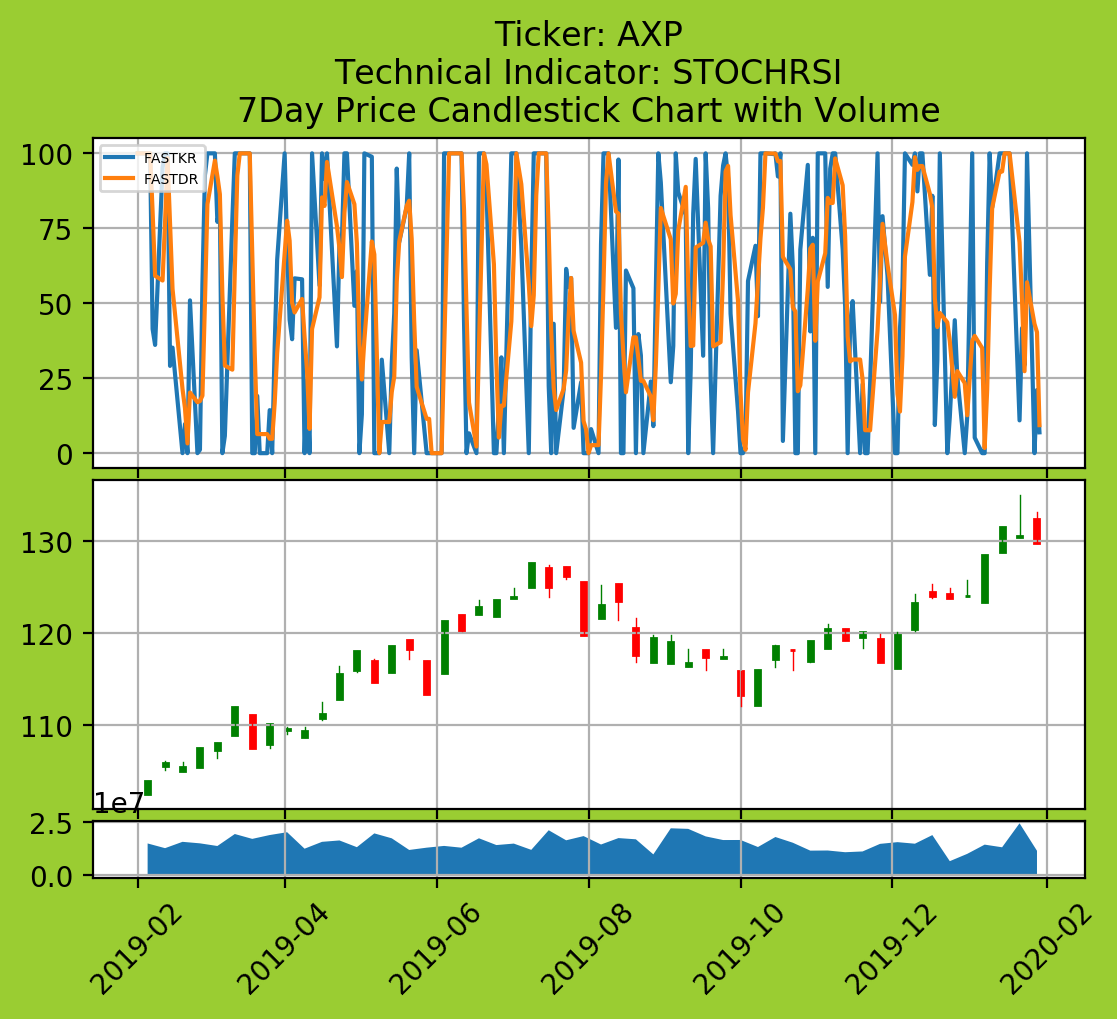 Ticker: AXP
Technical Indicator: STOCHRSI
7Day Price Candlestick Chart with Volume
100
75
50
25
0
FASTKR
FASTDR
130
120
110
1e7
2.5
0.0
2019-02
2019-04
2019-06
2019-08
2019-10
2019-12
2020-02